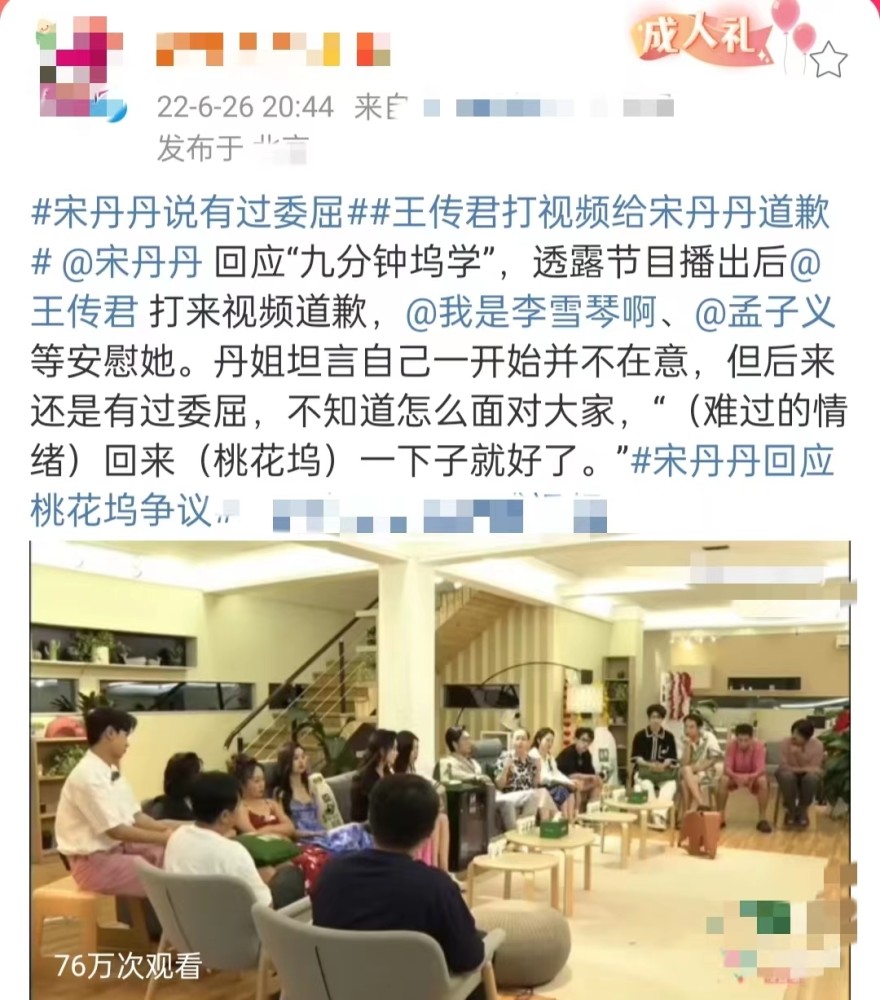 成人礼
22-6-26 20:44 来自
发布于 北京
#宋丹丹说有过委屈##王传君打视频给宋丹丹道歉
# @宋丹丹 回应“九分钟坞学”，透露节目播出后@
王传君 打来视频道歉，@我是李雪琴啊、@孟子义
等安慰她。丹姐坦言自己一开始并不在意，但后来
还是有过委屈，不知道怎么面对大家，“（难过的情
绪）回来（桃花坞）一下子就好了。”#宋丹丹回应
桃花坞争议#
76万次观看